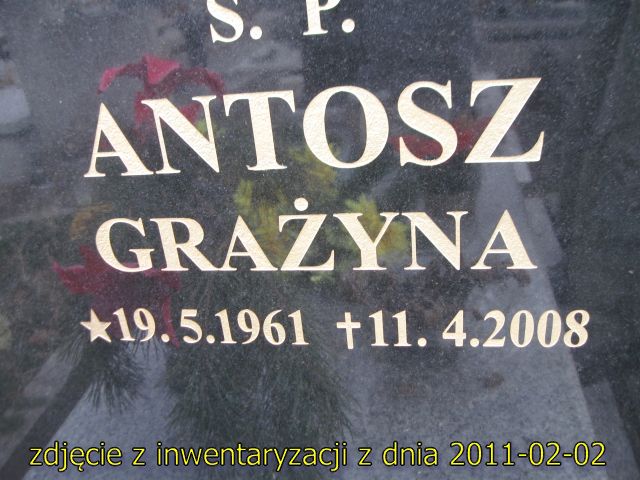 Ś. P.
ANTOSZ
GRAŻYNA
★19.5.1961 ✝11.4.2008
zdjęcie z inwentaryzacji z dnia 2011-02-02